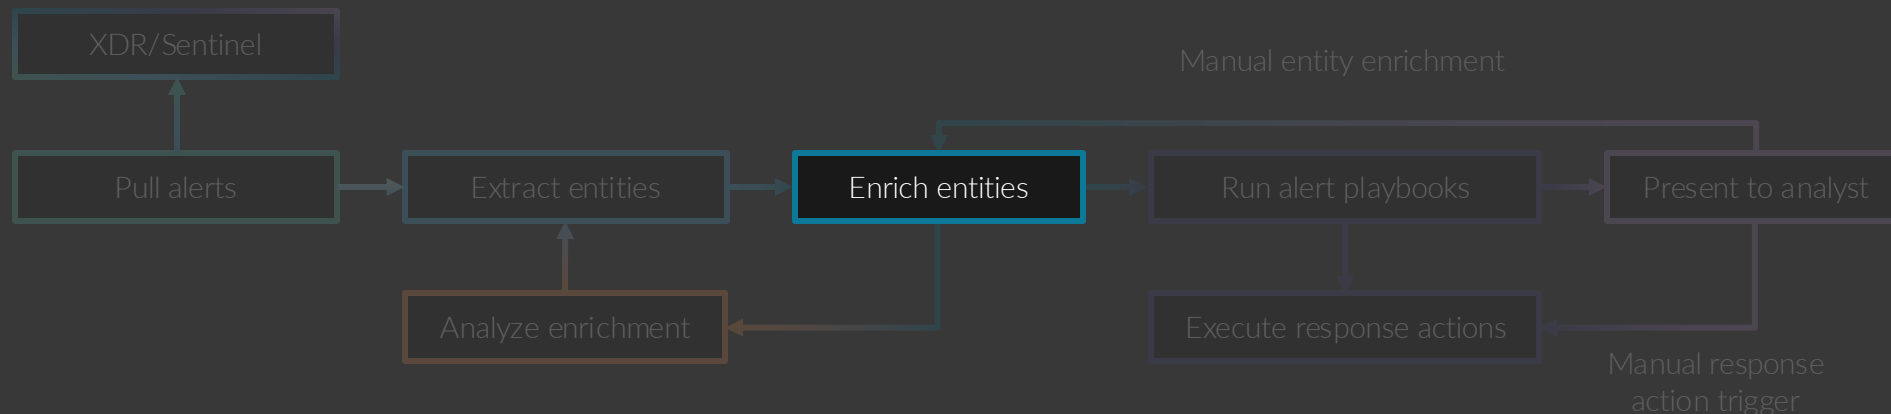 XDR/Sentinel
Manual entity enrichment
Pull alerts
Extract entities
Enrich entities
Run alert playbooks
Present to analyst
Analyze enrichment
Execute response actions
Manual response
action trigger